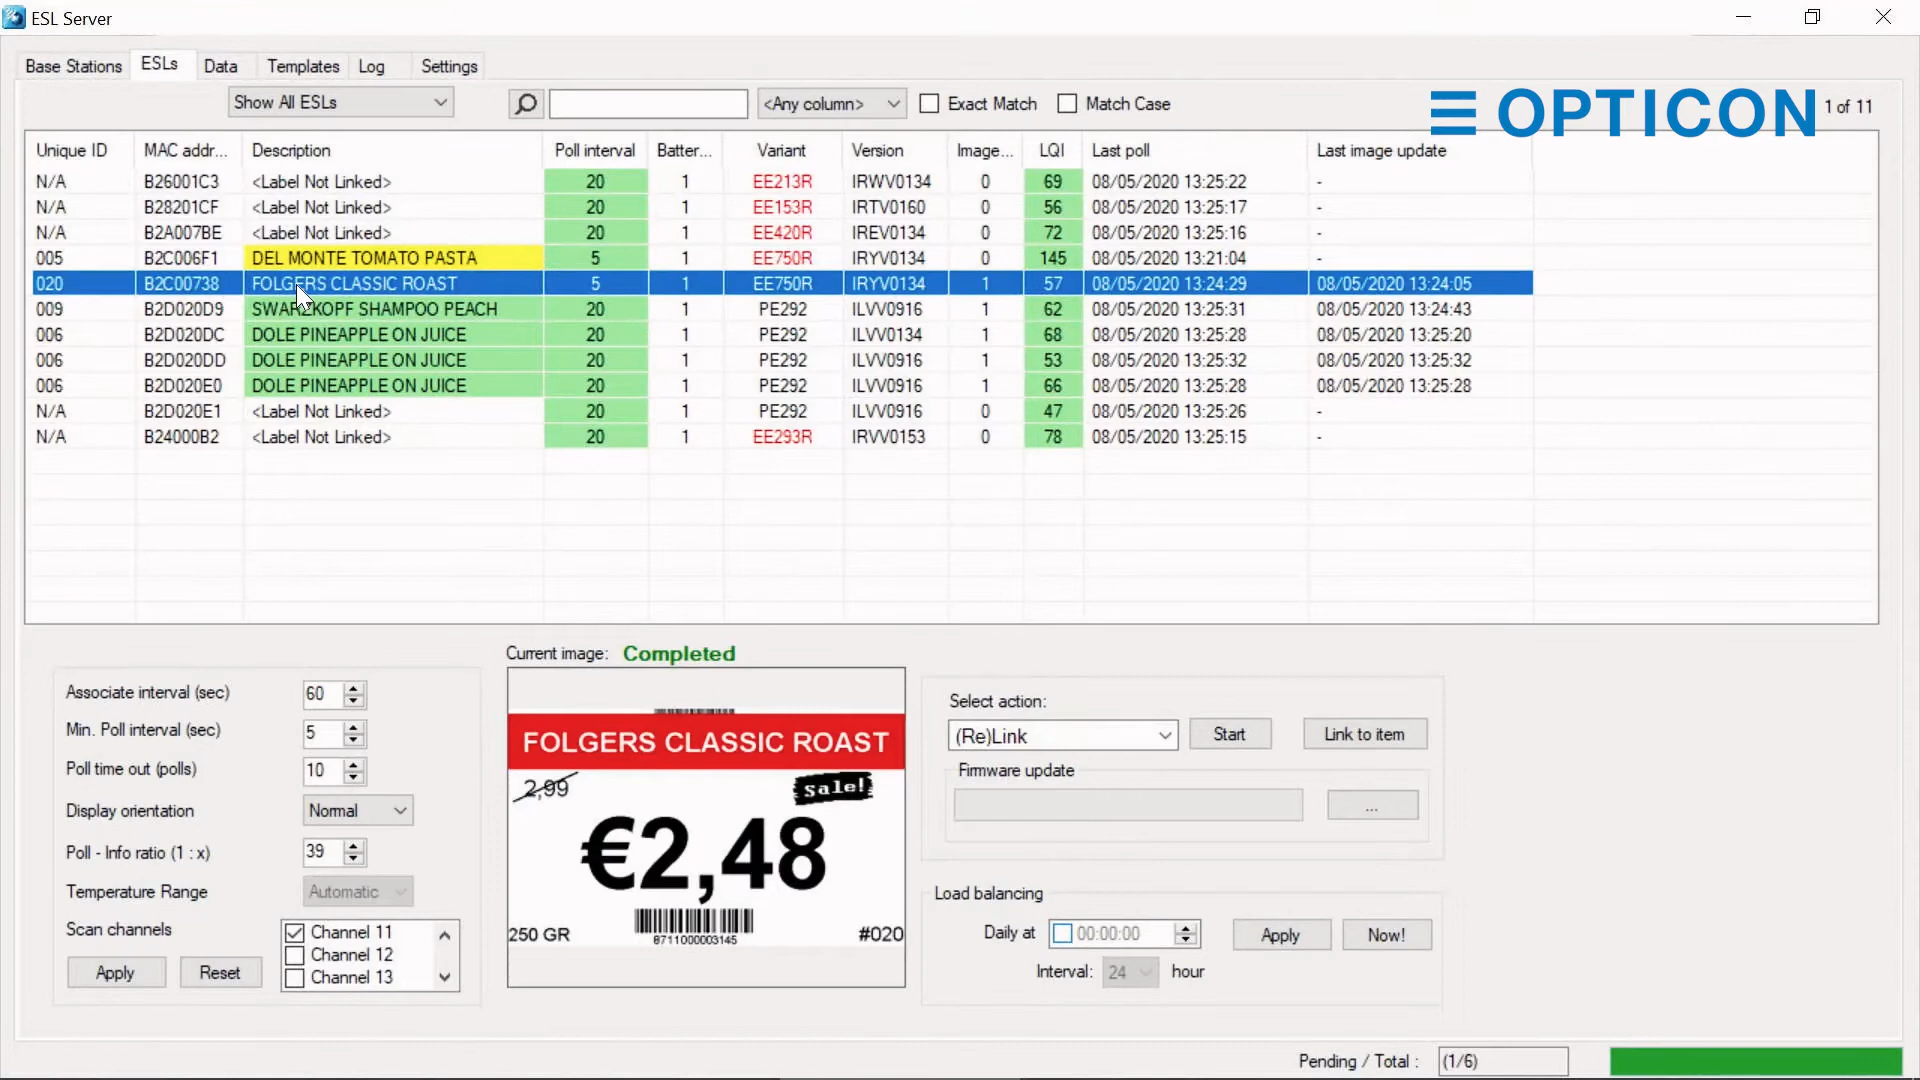 ESL Server
Base Stations ESLs Data Templates Log Settings
Show All ESLs <Any column> Exact Match Match Case OPTICON 1 of 11
Unique ID MAC addr... Description Poll interval Batter... Variant Version Image... LQI Last poll Last image update
N/A B26001C3 <Label Not Linked> 20 1 EE213R IRWV0134 0 69 08/05/2020 13:25:22 -
N/A B28201CF <Label Not Linked> 20 1 EE153R IRTV0160 0 56 08/05/2020 13:25:17 -
N/A B2A007BE <Label Not Linked> 20 1 EE420R IREV0134 0 72 08/05/2020 13:25:16 -
005 B2C006F1 DEL MONTE TOMATO PASTA 5 1 EE750R IRYV0134 0 145 08/05/2020 13:21:04 -
020 B2C00738 FOLGERS CLASSIC ROAST 5 1 EE750R IRYV0134 1 57 08/05/2020 13:24:29 08/05/2020 13:24:05
009 B2D020D9 SWARZKOPF SHAMPOO PEACH 20 1 PE292 ILVV0916 1 62 08/05/2020 13:25:31 08/05/2020 13:24:43
006 B2D020DC DOLE PINEAPPLE ON JUICE 20 1 PE292 ILVV0134 1 68 08/05/2020 13:25:28 08/05/2020 13:25:20
006 B2D020DD DOLE PINEAPPLE ON JUICE 20 1 PE292 ILVV0916 1 53 08/05/2020 13:25:32 08/05/2020 13:25:32
006 B2D020E0 DOLE PINEAPPLE ON JUICE 20 1 PE292 ILVV0916 1 66 08/05/2020 13:25:28 08/05/2020 13:25:28
N/A B2D020E1 <Label Not Linked> 20 1 PE292 ILVV0916 0 47 08/05/2020 13:25:26 -
N/A B24000B2 <Label Not Linked> 20 1 EE293R IRVV0153 0 78 08/05/2020 13:25:15 -
Associate interval (sec) 60
Min. Poll interval (sec) 5
Poll time out (polls) 10
Display orientation Normal
Poll - Info ratio (1 : x) 39
Temperature Range Automatic
Scan channels Channel 11
Channel 12
Channel 13
Apply Reset
Current image: Completed
FOLGERS CLASSIC ROAST
2,99 Sale!
€2,48
250 GR 8711000003145 #020
Select action:
(Re)Link Start Link to item
Firmware update
...
Load balancing
Daily at 00:00:00 Apply Now!
Interval: 24 hour
Pending / Total : (1/6)